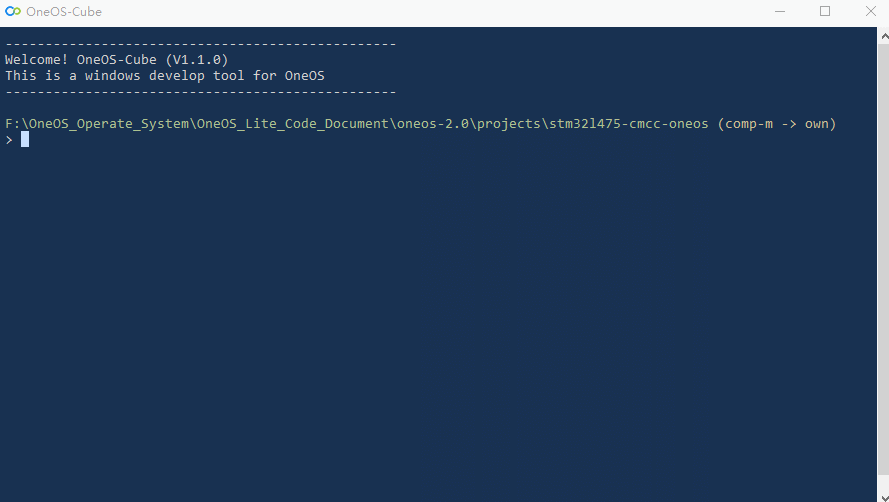 OneOS-Cube
-------------------------------------------------
Welcome! OneOS-Cube (V1.1.0)
This is a windows develop tool for OneOS
-------------------------------------------------
F:\OneOS_Operate_System\OneOS_Lite_Code_Document\oneos-2.0\projects\stm32l475-cmcc-oneos (comp-m -> own)
>